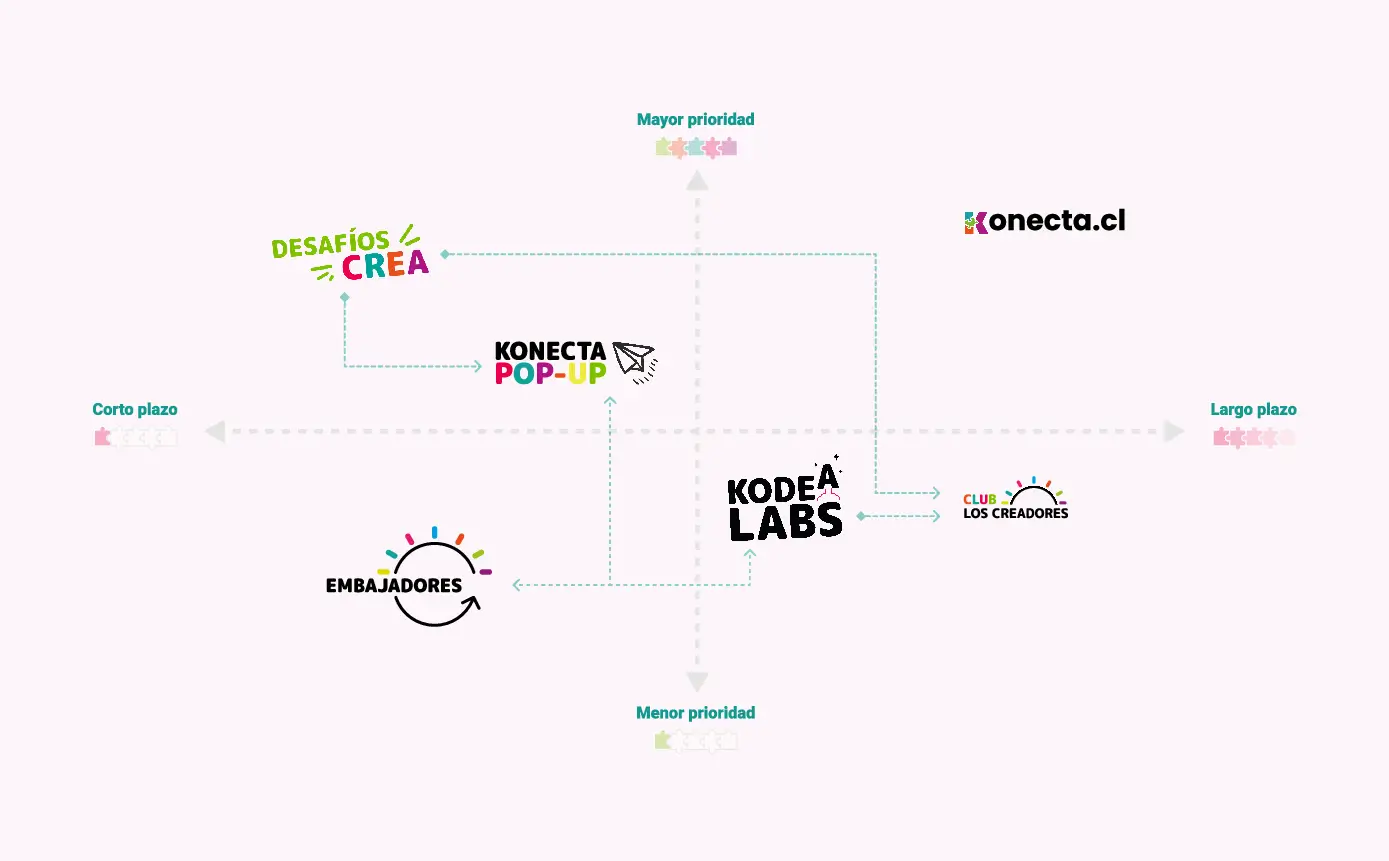 Mayor prioridad
Konecta.cl
DESAFÍOS
CREA
KONECTA
POP-UP
Corto plazo
Largo plazo
KODEA
LABS
CLUB
LOS CREADORES
EMBAJADORES
Menor prioridad